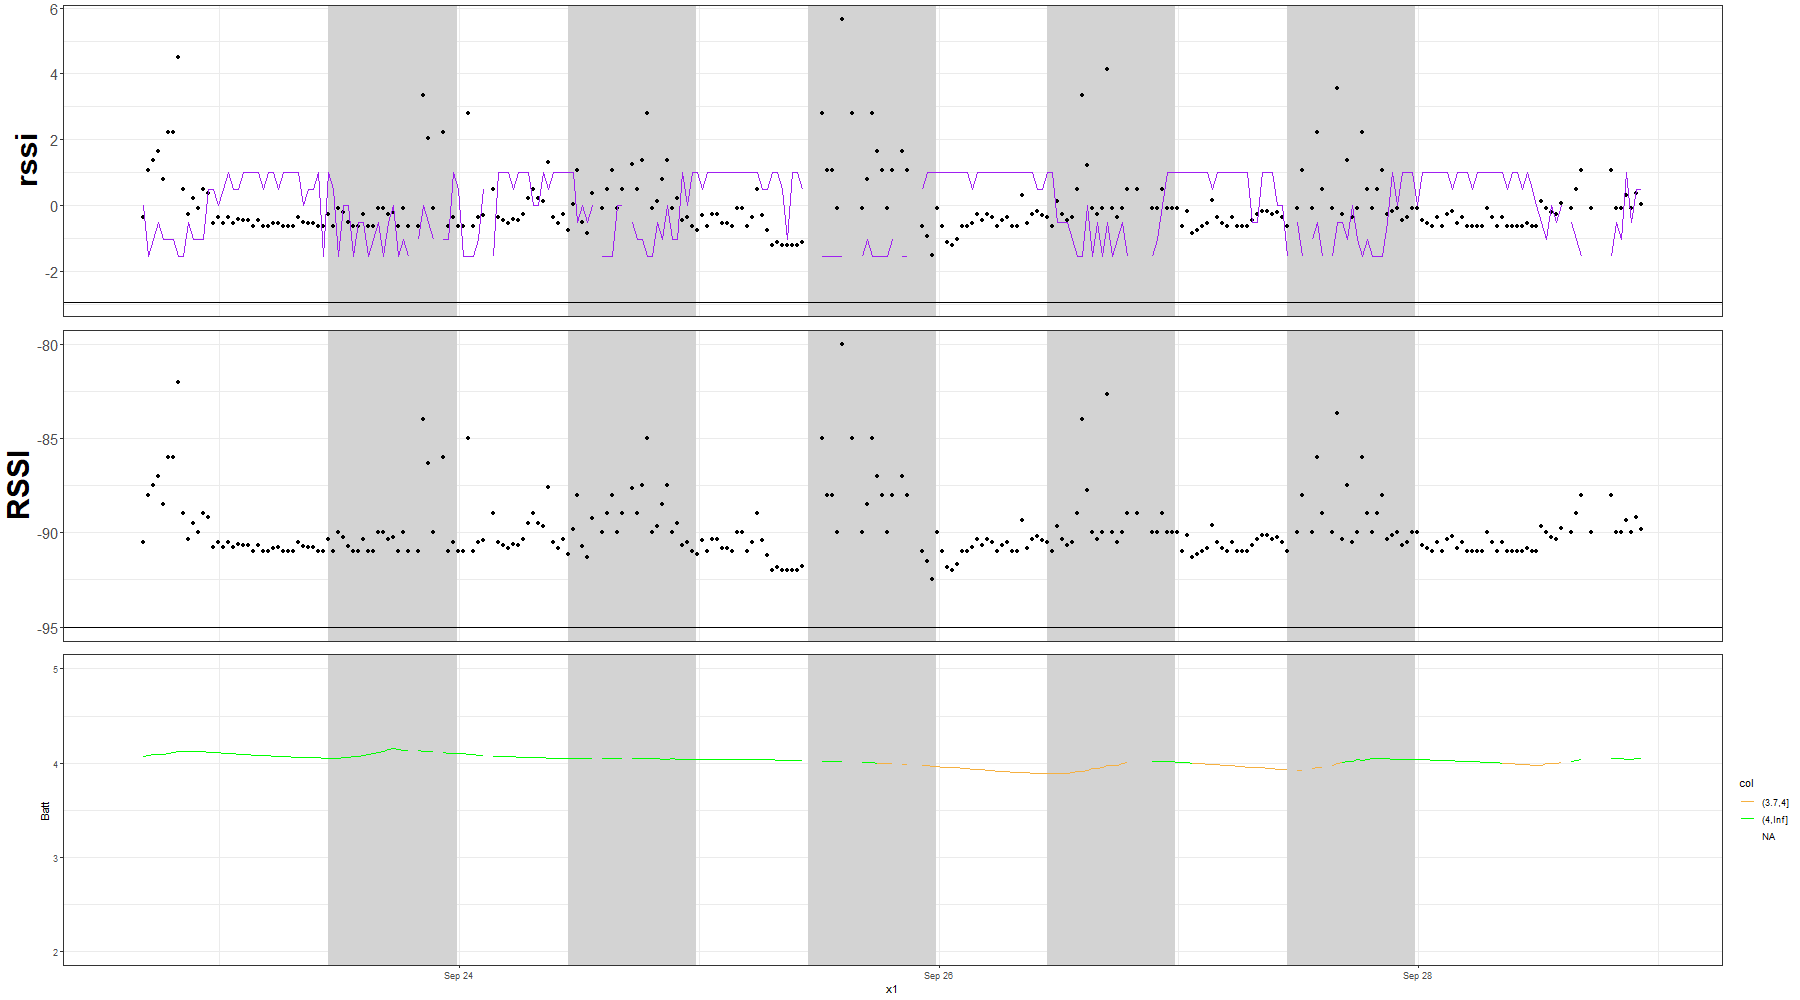 rssi
6
4
2
0
-2
RSSI
-80
-85
-90
-95
Batt
5
4
3
2
Sep 24
Sep 26
Sep 28
x1
col
(3.7,4]
(4,Inf]
NA